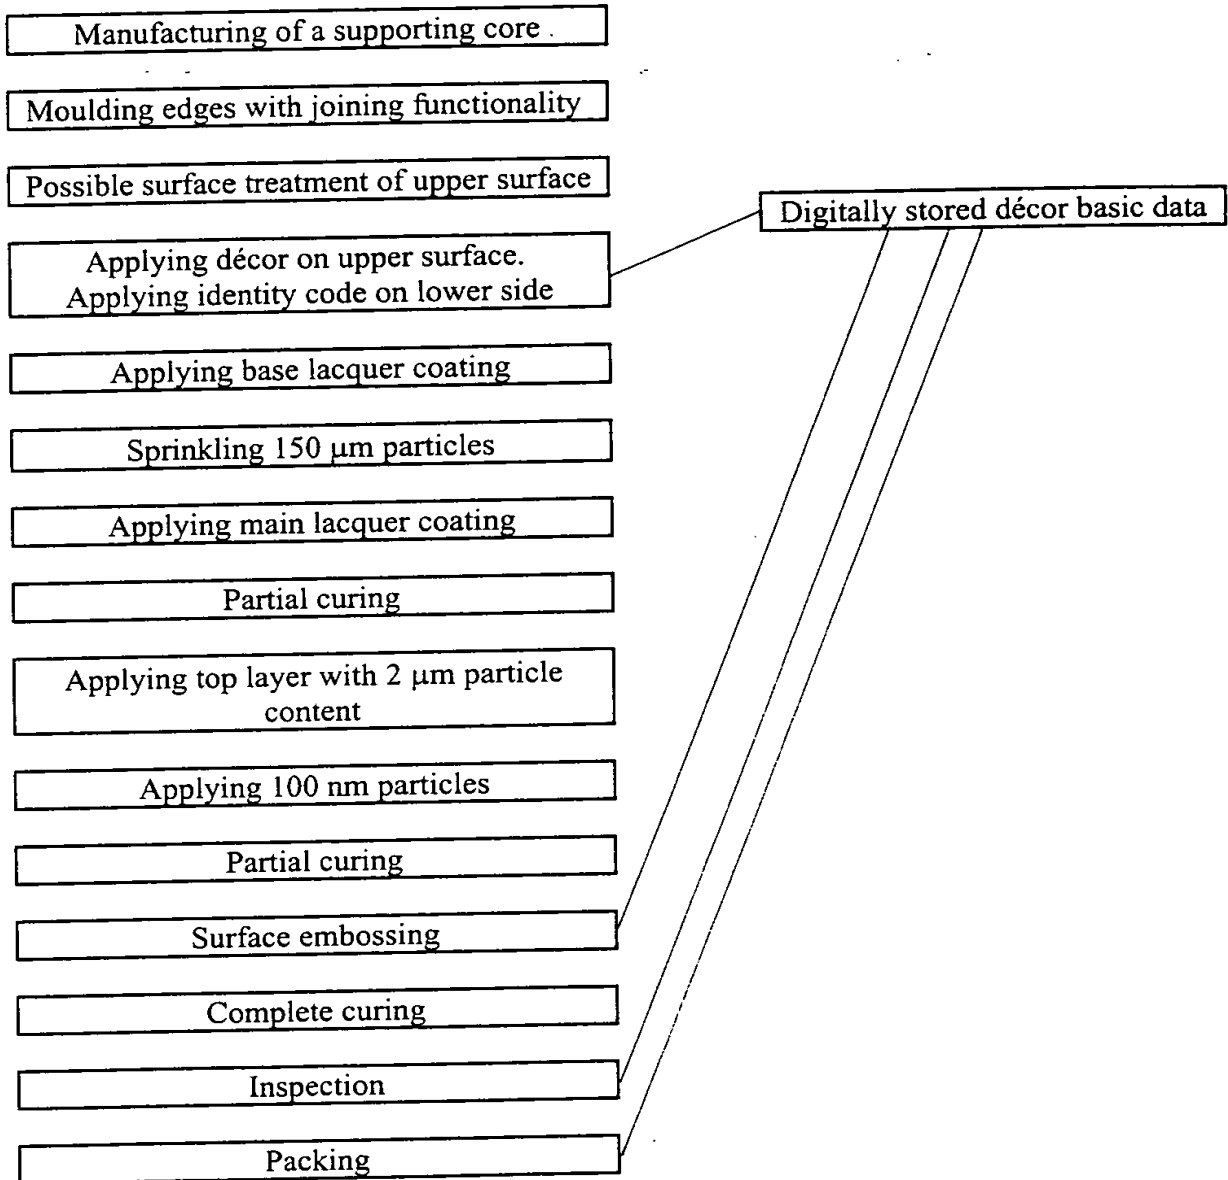 Manufacturing of a supporting core
Moulding edges with joining functionality
Possible surface treatment of upper surface
Digitally stored décor basic data
Applying décor on upper surface.
Applying identity code on lower side
Applying base lacquer coating
Sprinkling 150 µm particles
Applying main lacquer coating
Partial curing
Applying top layer with 2 µm particle
content
Applying 100 nm particles
Partial curing
Surface embossing
Complete curing
Inspection
Packing